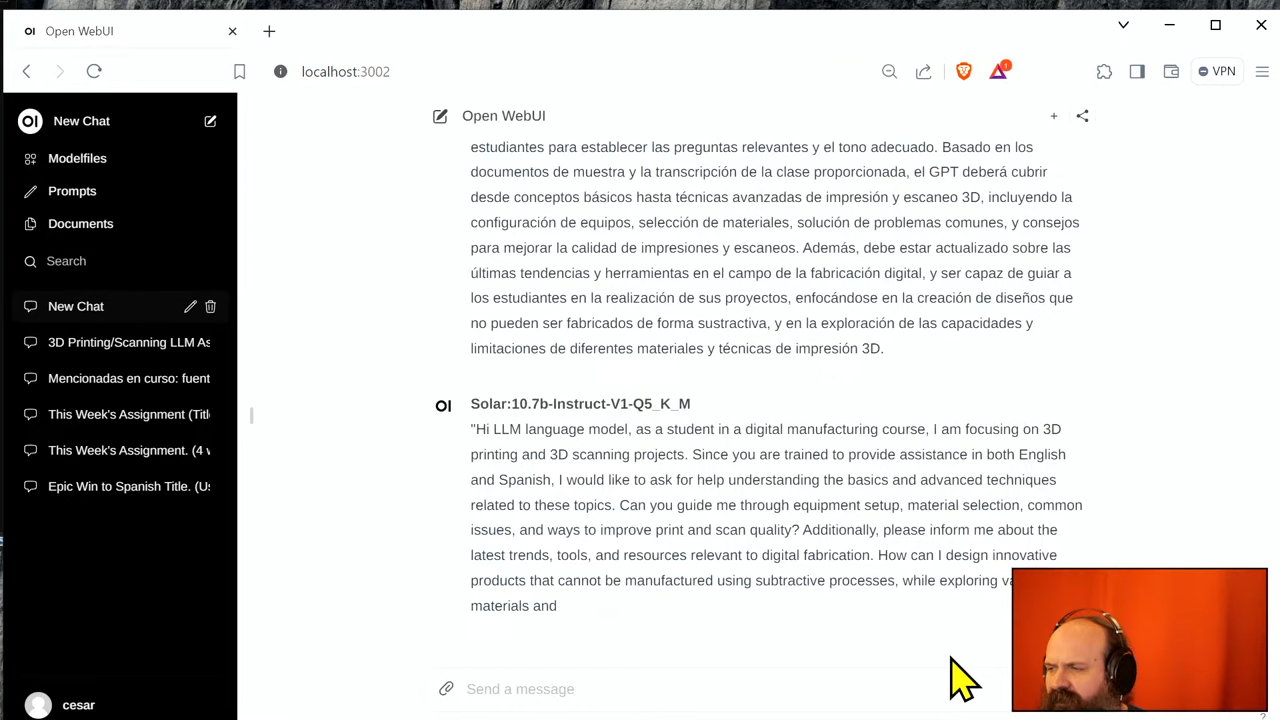 Open WebUI
localhost:3002
1
VPN
New Chat
Modelfiles
Prompts
Documents
Search
New Chat
3D Printing/Scanning LLM As
Mencionadas en curso: fuent
This Week's Assignment (Title
This Week's Assignment. (4 w
Epic Win to Spanish Title. (Us
cesar
Open WebUI
estudiantes para establecer las preguntas relevantes y el tono adecuado. Basado en los
documentos de muestra y la transcripción de la clase proporcionada, el GPT deberá cubrir
desde conceptos básicos hasta técnicas avanzadas de impresión y escaneo 3D, incluyendo la
configuración de equipos, selección de materiales, solución de problemas comunes, y consejos
para mejorar la calidad de impresiones y escaneos. Además, debe estar actualizado sobre las
últimas tendencias y herramientas en el campo de la fabricación digital, y ser capaz de guiar a
los estudiantes en la realización de sus proyectos, enfocándose en la creación de diseños que
no pueden ser fabricados de forma sustractiva, y en la exploración de las capacidades y
limitaciones de diferentes materiales y técnicas de impresión 3D.
Solar:10.7b-Instruct-V1-Q5_K_M
"Hi LLM language model, as a student in a digital manufacturing course, I am focusing on 3D
printing and 3D scanning projects. Since you are trained to provide assistance in both English
and Spanish, I would like to ask for help understanding the basics and advanced techniques
related to these topics. Can you guide me through equipment setup, material selection, common
issues, and ways to improve print and scan quality? Additionally, please inform me about the
latest trends, tools, and resources relevant to digital fabrication. How can I design innovative
products that cannot be manufactured using subtractive processes, while exploring
materials and
Send a message